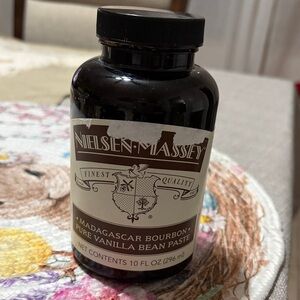 NIELSEN-MASSEY
FINEST QUALITY
• MADAGASCAR BOURBON •
PURE VANILLA BEAN PASTE
NET CONTENTS 10 FL OZ (296 ml)